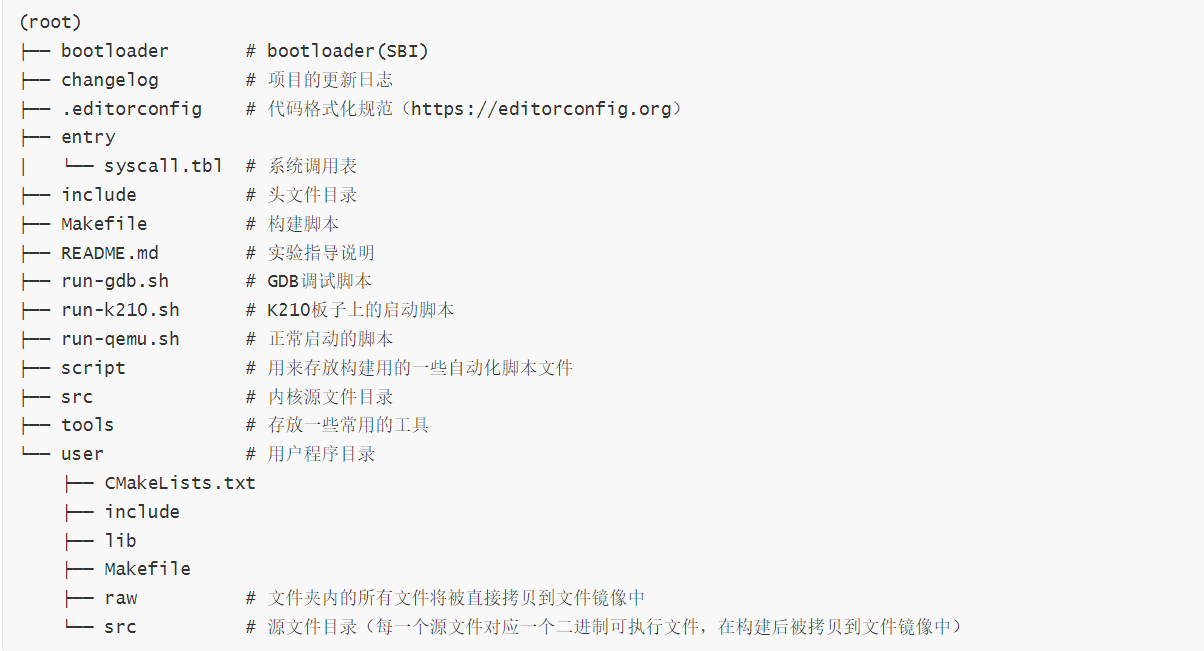 (root)
├── bootloader       # bootloader(SBI)
├── changelog        # 项目的更新日志
├── .editorconfig    # 代码格式化规范（https://editorconfig.org）
├── entry
│   └── syscall.tbl  # 系统调用表
├── include          # 头文件目录
├── Makefile         # 构建脚本
├── README.md        # 实验指导说明
├── run-gdb.sh       # GDB调试脚本
├── run-k210.sh      # K210板子上的启动脚本
├── run-qemu.sh      # 正常启动的脚本
├── script           # 用来存放构建用的一些自动化脚本文件
├── src              # 内核源文件目录
├── tools            # 存放一些常用的工具
└── user             # 用户程序目录
    ├── CMakeLists.txt
    ├── include
    ├── lib
    ├── Makefile
    ├── raw          # 文件夹内的所有文件将被直接拷贝到文件镜像中
    └── src          # 源文件目录（每一个源文件对应一个二进制可执行文件，在构建后被拷贝到文件镜像中）